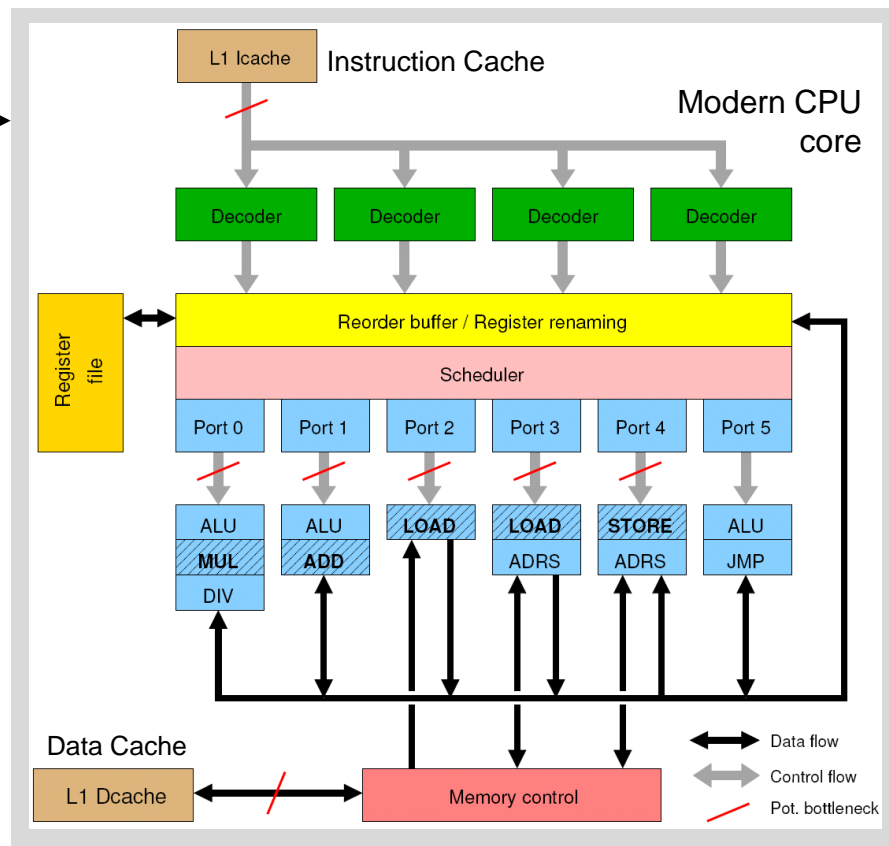 L1 Icache
Instruction Cache
Modern CPU
core
Decoder
Decoder
Decoder
Decoder
Register
file
Reorder buffer / Register renaming
Scheduler
Port 0
Port 1
Port 2
Port 3
Port 4
Port 5
ALU
MUL
DIV
ALU
ADD
LOAD
LOAD
ADRS
STORE
ADRS
ALU
JMP
Data Cache
L1 Dcache
Memory control
Data flow
Control flow
Pot. bottleneck